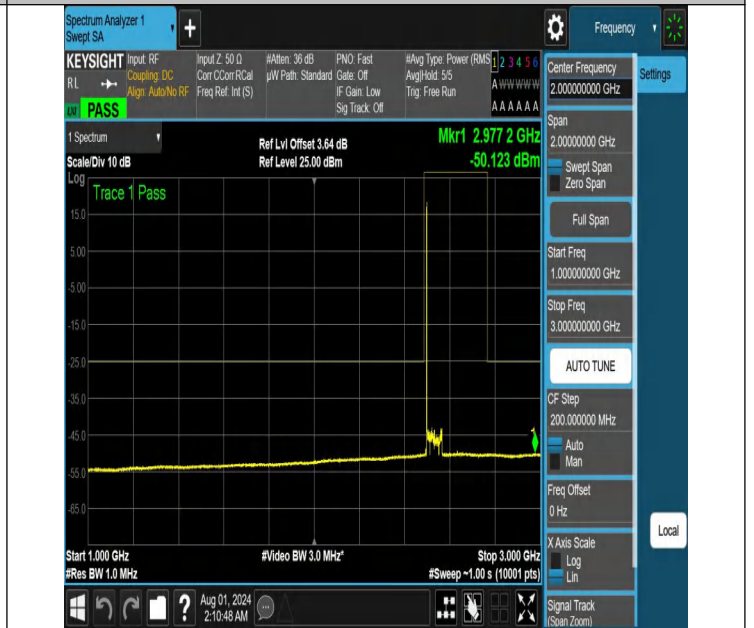 Spectrum Analyzer 1
Swept SA
+
Frequency
KEYSIGHT
RL
PASS
Input: RF
Coupling: DC
Align: Auto/No RF
Input Z: 50 Ω
Corr CCorr RCal
Freq Ref: Int (S)
#Atten: 36 dB
µW Path: Standard
PNO: Fast
Gate: Off
IF Gain: Low
Sig Track: Off
#Avg Type: Power (RMS
Avg|Hold: 5/5
Trig: Free Run
1 2 3 4 5 6
A W W W W W
A A A A A A
1 Spectrum
Scale/Div 10 dB
Log
Ref Lvl Offset 3.64 dB
Ref Level 25.00 dBm
Mkr1 2.977 2 GHz
-50.123 dBm
Trace 1 Pass
15.0
5.00
-5.00
-15.0
-25.0
-35.0
-45.0
-55.0
-65.0
1
Start 1.000 GHz
#Res BW 1.0 MHz
#Video BW 3.0 MHz*
Stop 3.000 GHz
#Sweep ~1.00 s (10001 pts)
Center Frequency
2.000000000 GHz
Settings
Span
2.00000000 GHz
Swept Span
Zero Span
Full Span
Start Freq
1.000000000 GHz
Stop Freq
3.000000000 GHz
AUTO TUNE
CF Step
200.000000 MHz
Auto
Man
Freq Offset
0 Hz
X Axis Scale
Log
Lin
Signal Track
(Span Zoom)
Local
?
Aug 01, 2024
2:10:48 AM